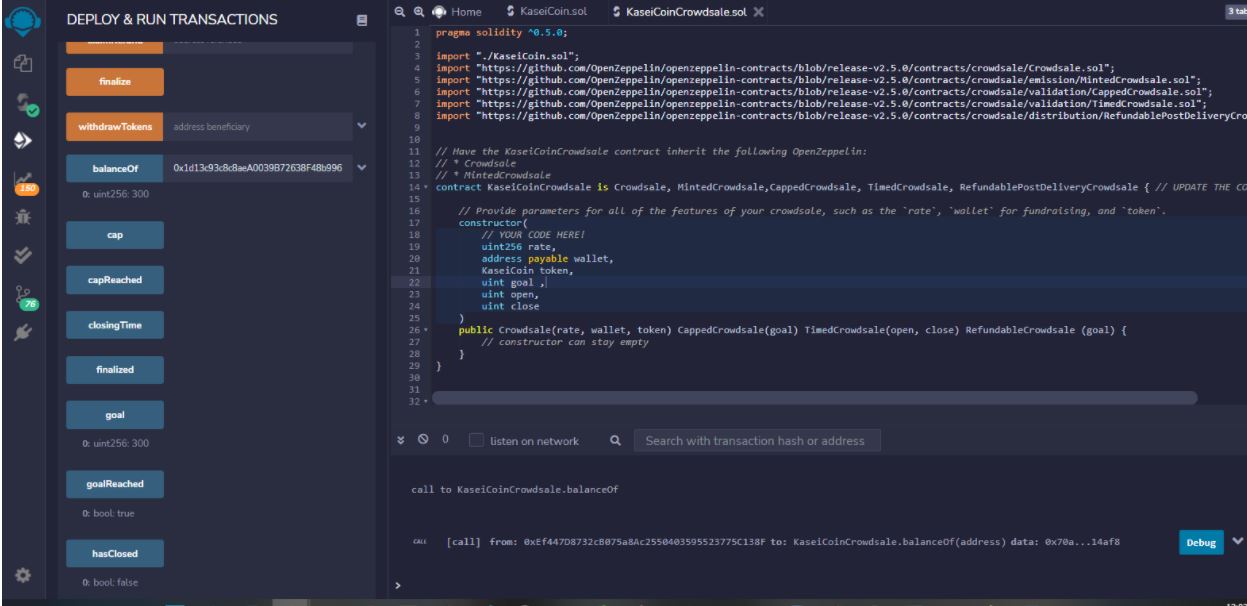 DEPLOY & RUN TRANSACTIONS
finalize
withdrawTokens address beneficiary
balanceOf 0x1d13c93c8c8aeA0039B72638F48b996
0: uint256: 300
cap
capReached
closingTime
finalized
goal
0: uint256: 300
goalReached
0: bool: true
hasClosed
0: bool: false
150
76
Home KaseiCoin.sol KaseiCoinCrowdsale.sol 3 tab
1 pragma solidity ^0.5.0;
2
3 import "./KaseiCoin.sol";
4 import "https://github.com/OpenZeppelin/openzeppelin-contracts/blob/release-v2.5.0/contracts/crowdsale/Crowdsale.sol";
5 import "https://github.com/OpenZeppelin/openzeppelin-contracts/blob/release-v2.5.0/contracts/crowdsale/emission/MintedCrowdsale.sol";
6 import "https://github.com/OpenZeppelin/openzeppelin-contracts/blob/release-v2.5.0/contracts/crowdsale/validation/CappedCrowdsale.sol";
7 import "https://github.com/OpenZeppelin/openzeppelin-contracts/blob/release-v2.5.0/contracts/crowdsale/validation/TimedCrowdsale.sol";
8 import "https://github.com/OpenZeppelin/openzeppelin-contracts/blob/release-v2.5.0/contracts/crowdsale/distribution/RefundablePostDeliveryCro
9
10
11 // Have the KaseiCoinCrowdsale contract inherit the following OpenZeppelin:
12 // * Crowdsale
13 // * MintedCrowdsale
14 contract KaseiCoinCrowdsale is Crowdsale, MintedCrowdsale,CappedCrowdsale, TimedCrowdsale, RefundablePostDeliveryCrowdsale { // UPDATE THE CO
15
16 // Provide parameters for all of the features of your crowdsale, such as the `rate`, `wallet` for fundraising, and `token`.
17 constructor(
18 // YOUR CODE HERE!
19 uint256 rate,
20 address payable wallet,
21 KaseiCoin token,
22 uint goal ,
23 uint open,
24 uint close
25 )
26 public Crowdsale(rate, wallet, token) CappedCrowdsale(goal) TimedCrowdsale(open, close) RefundableCrowdsale (goal) {
27 // constructor can stay empty
28 }
29 }
30
31
32
0 listen on network Search with transaction hash or address
call to KaseiCoinCrowdsale.balanceOf
CALL [call] from: 0xEf447D8732cB075a8Ac2550403595523775C138F to: KaseiCoinCrowdsale.balanceOf(address) data: 0x70a...14af8 Debug
>